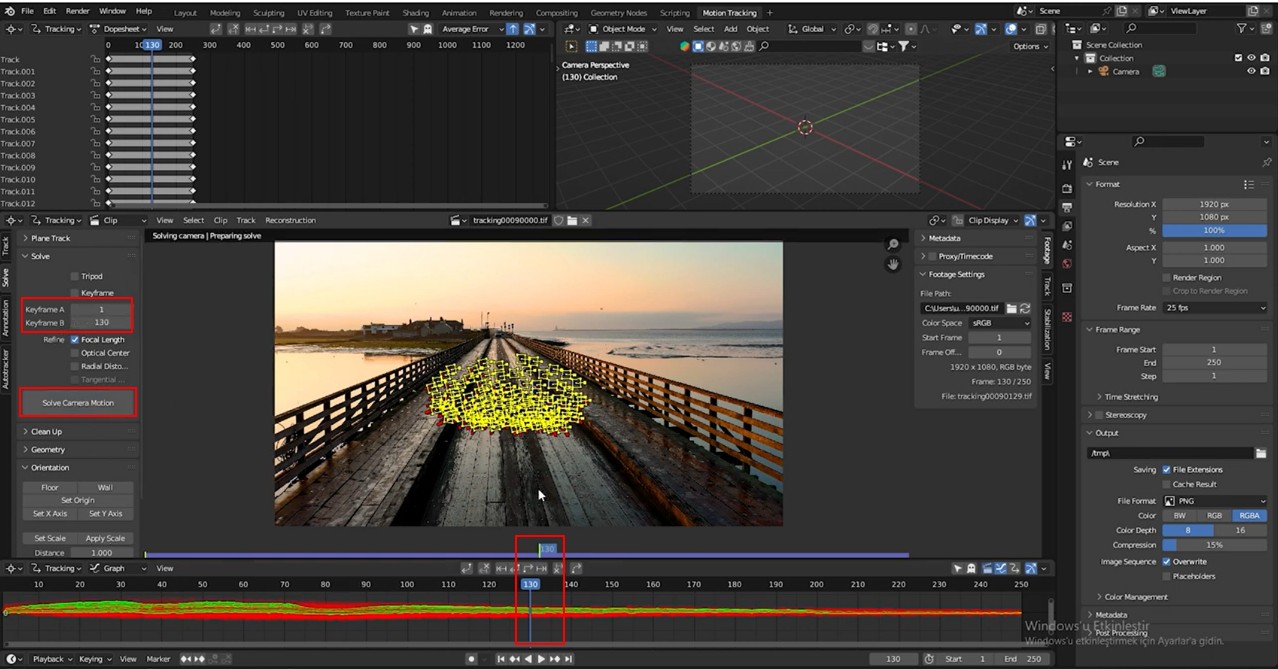 File Edit Render Window Help Layout Modeling Sculpting UV Editing Texture Paint Shading Animation Rendering Compositing Geometry Nodes Scripting Motion Tracking + Scene ViewLayer
Tracking Dopesheet View Average Error Object Mode View Select Add Object Global
0 130 200 300 400 500 600 700 800 900 1000 1100 1200 Options
Track
Track.001
Track.002
Track.003
Track.004
Track.005
Track.006
Track.007
Track.008
Track.009
Track.010
Track.011
Track.012
Camera Perspective
(130) Collection
Scene Collection
Collection
Camera
Tracking Clip View Select Clip Track Reconstruction tracking00090000.tif Clip Display
Solving camera | Preparing solve
Track
Solve
Annotation
Autotracker
Plane Track
Solve
Tripod
Keyframe
Keyframe A 1
Keyframe B 130
Refine Focal Length
Optical Center
Radial Disto...
Tangential ...
Solve Camera Motion
Clean Up
Geometry
Orientation
Floor Wall
Set Origin
Set X Axis Set Y Axis
Set Scale Apply Scale
Distance 1.000
130
Metadata
Proxy/Timecode
Footage Settings
File Path:
C:\Users\u...90000.tif
Color Space sRGB
Start Frame 1
Frame Off... 0
1920 x 1080, RGB byte
Frame: 130 / 250
File: tracking00090129.tif
Footage
Track
Stabilization
View
Scene
Format
Resolution X 1920 px
Y 1080 px
% 100%
Aspect X 1.000
Y 1.000
Render Region
Crop to Render Region
Frame Rate 25 fps
Frame Range
Frame Start 1
End 250
Step 1
Time Stretching
Stereoscopy
Output
/tmp\
Saving File Extensions
Cache Result
File Format PNG
Color BW RGB RGBA
Color Depth 8 16
Compression 15%
Image Sequence Overwrite
Placeholders
Color Management
Metadata
Post Processing
Tracking Graph View
10 20 30 40 50 60 70 80 90 100 110 120 130 140 150 160 170 180 190 200 210 220 230 240 250
Windows'u Etkinleştir
Windows'u etkinleştirmek için Ayarlar'a gidin.
Playback Keying View Marker 130 Start 1 End 250